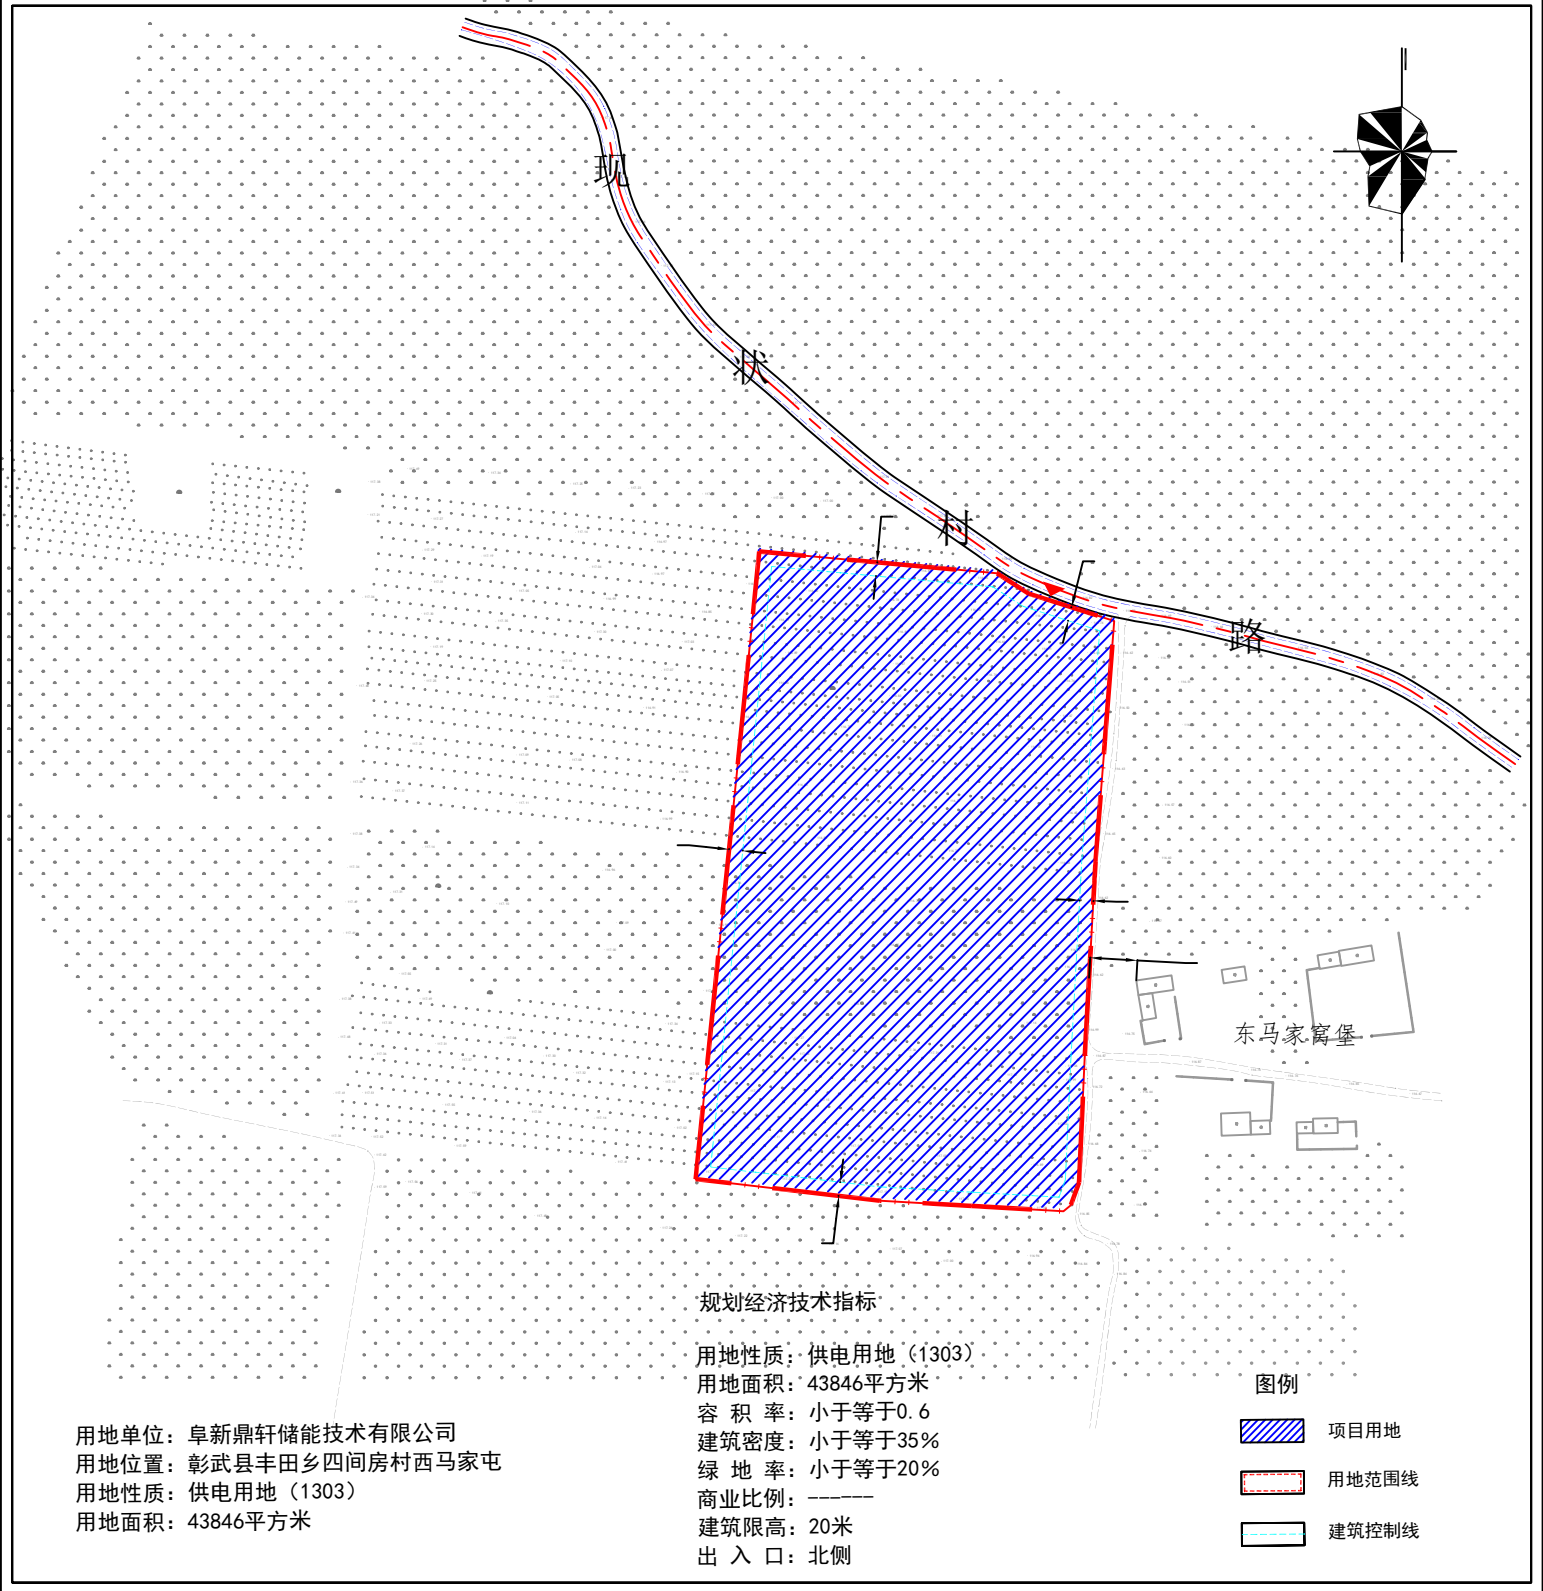 现
状
村
路
东马家窝堡
规划经济技术指标
用地性质：供电用地（1303）
用地面积：43846平方米
容 积 率：小于等于0.6
建筑密度：小于等于35%
绿 地 率：小于等于20%
商业比例：------
建筑限高：20米
出 入 口：北侧
用地单位：阜新鼎轩储能技术有限公司
用地位置：彰武县丰田乡四间房村西马家屯
用地性质：供电用地（1303）
用地面积：43846平方米
图例
项目用地
用地范围线
建筑控制线